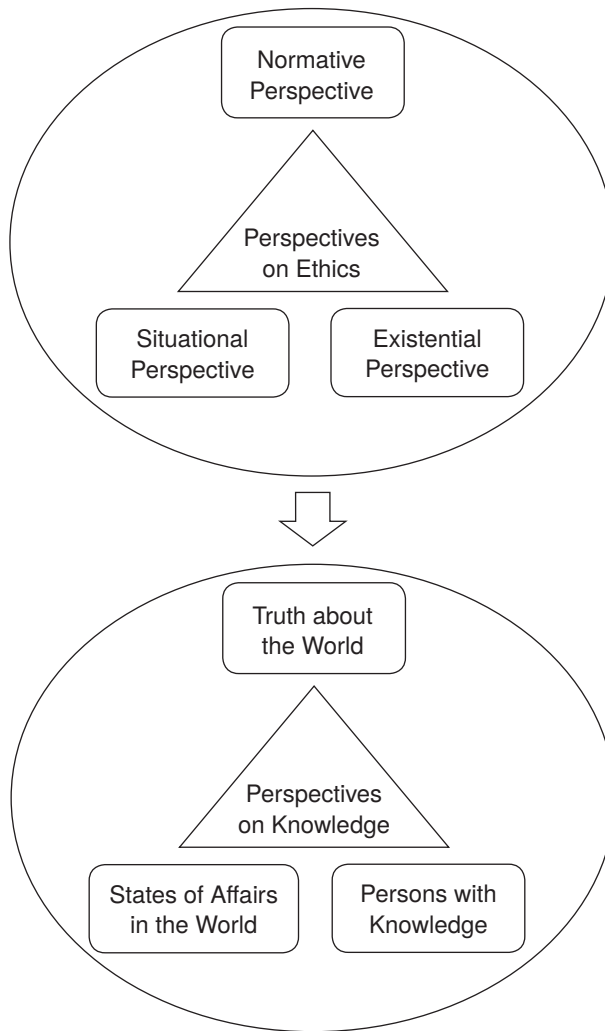 Normative
Perspective
Perspectives
on Ethics
Situational
Perspective
Existential
Perspective
Truth about
the World
Perspectives
on Knowledge
States of Affairs
in the World
Persons with
Knowledge